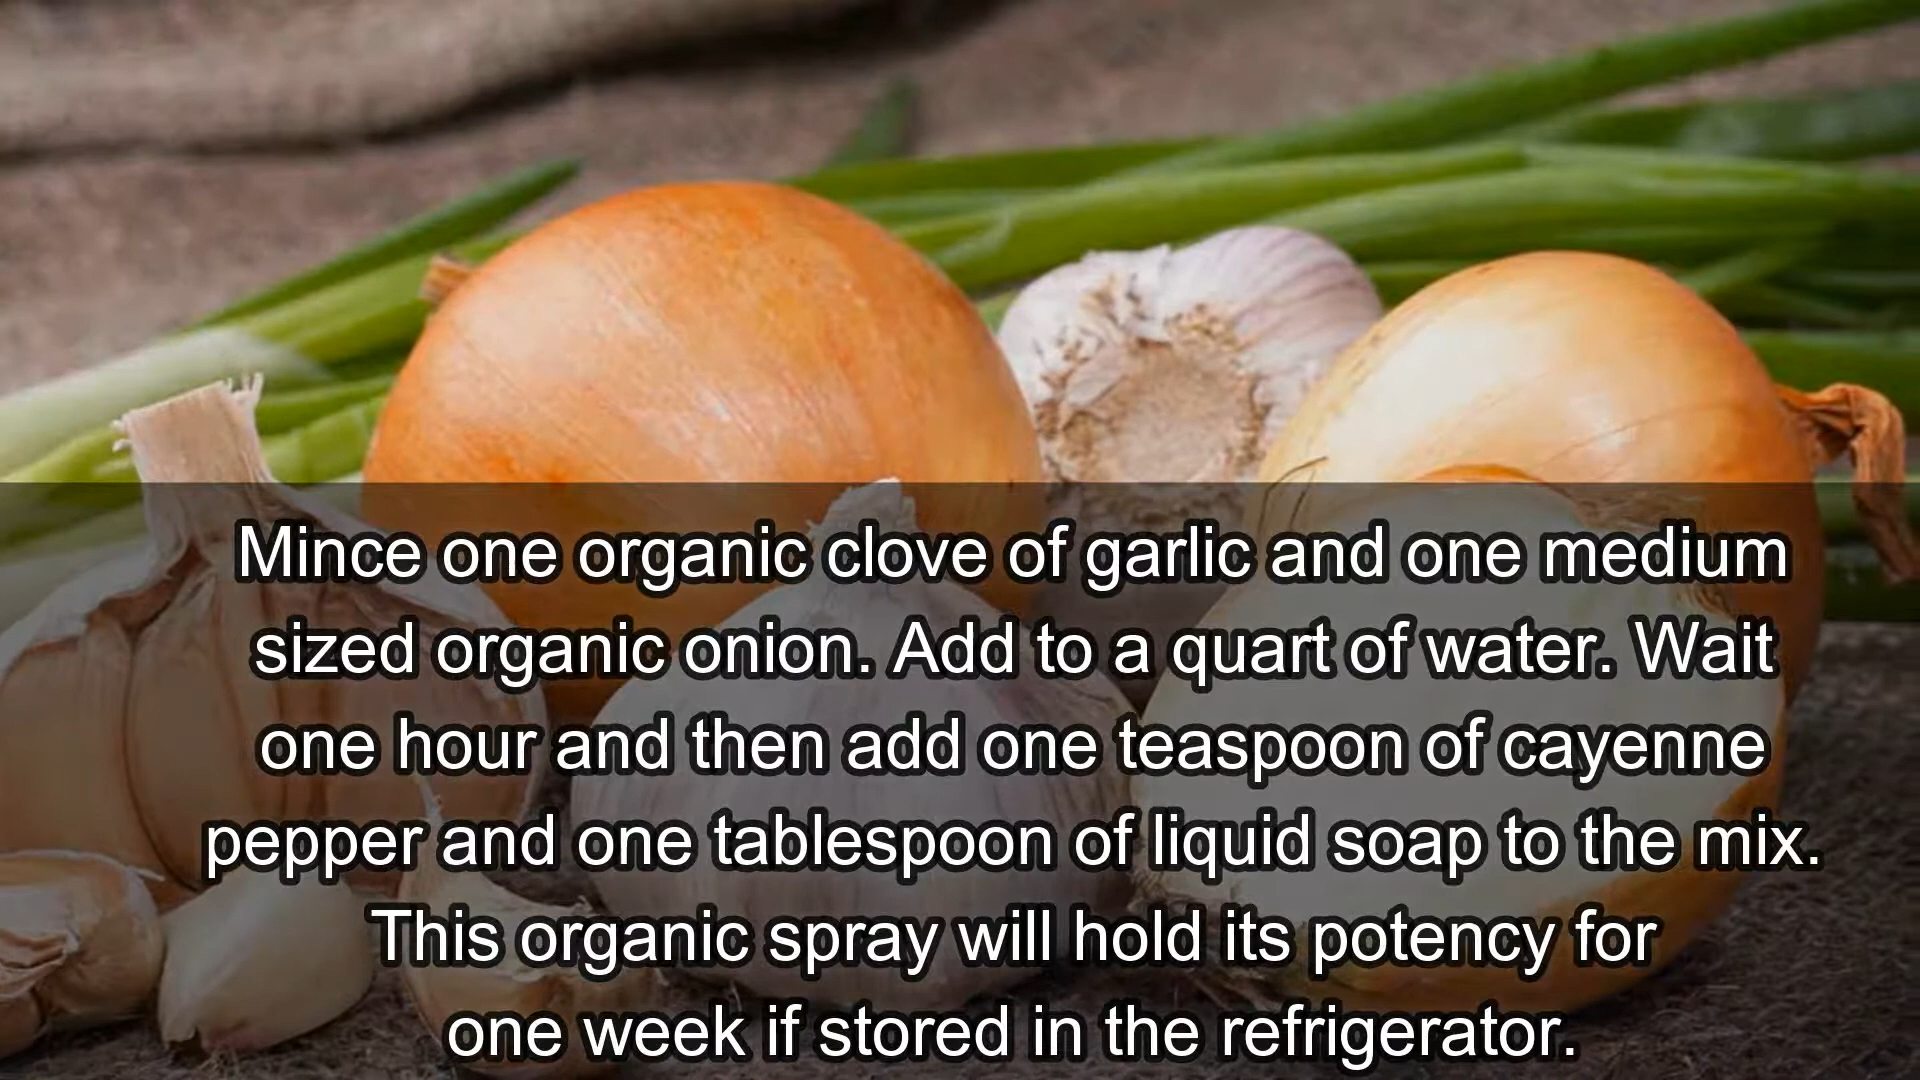 Mince one organic clove of garlic and one medium
sized organic onion. Add to a quart of water. Wait
one hour and then add one teaspoon of cayenne
pepper and one tablespoon of liquid soap to the mix.
This organic spray will hold its potency for
one week if stored in the refrigerator.